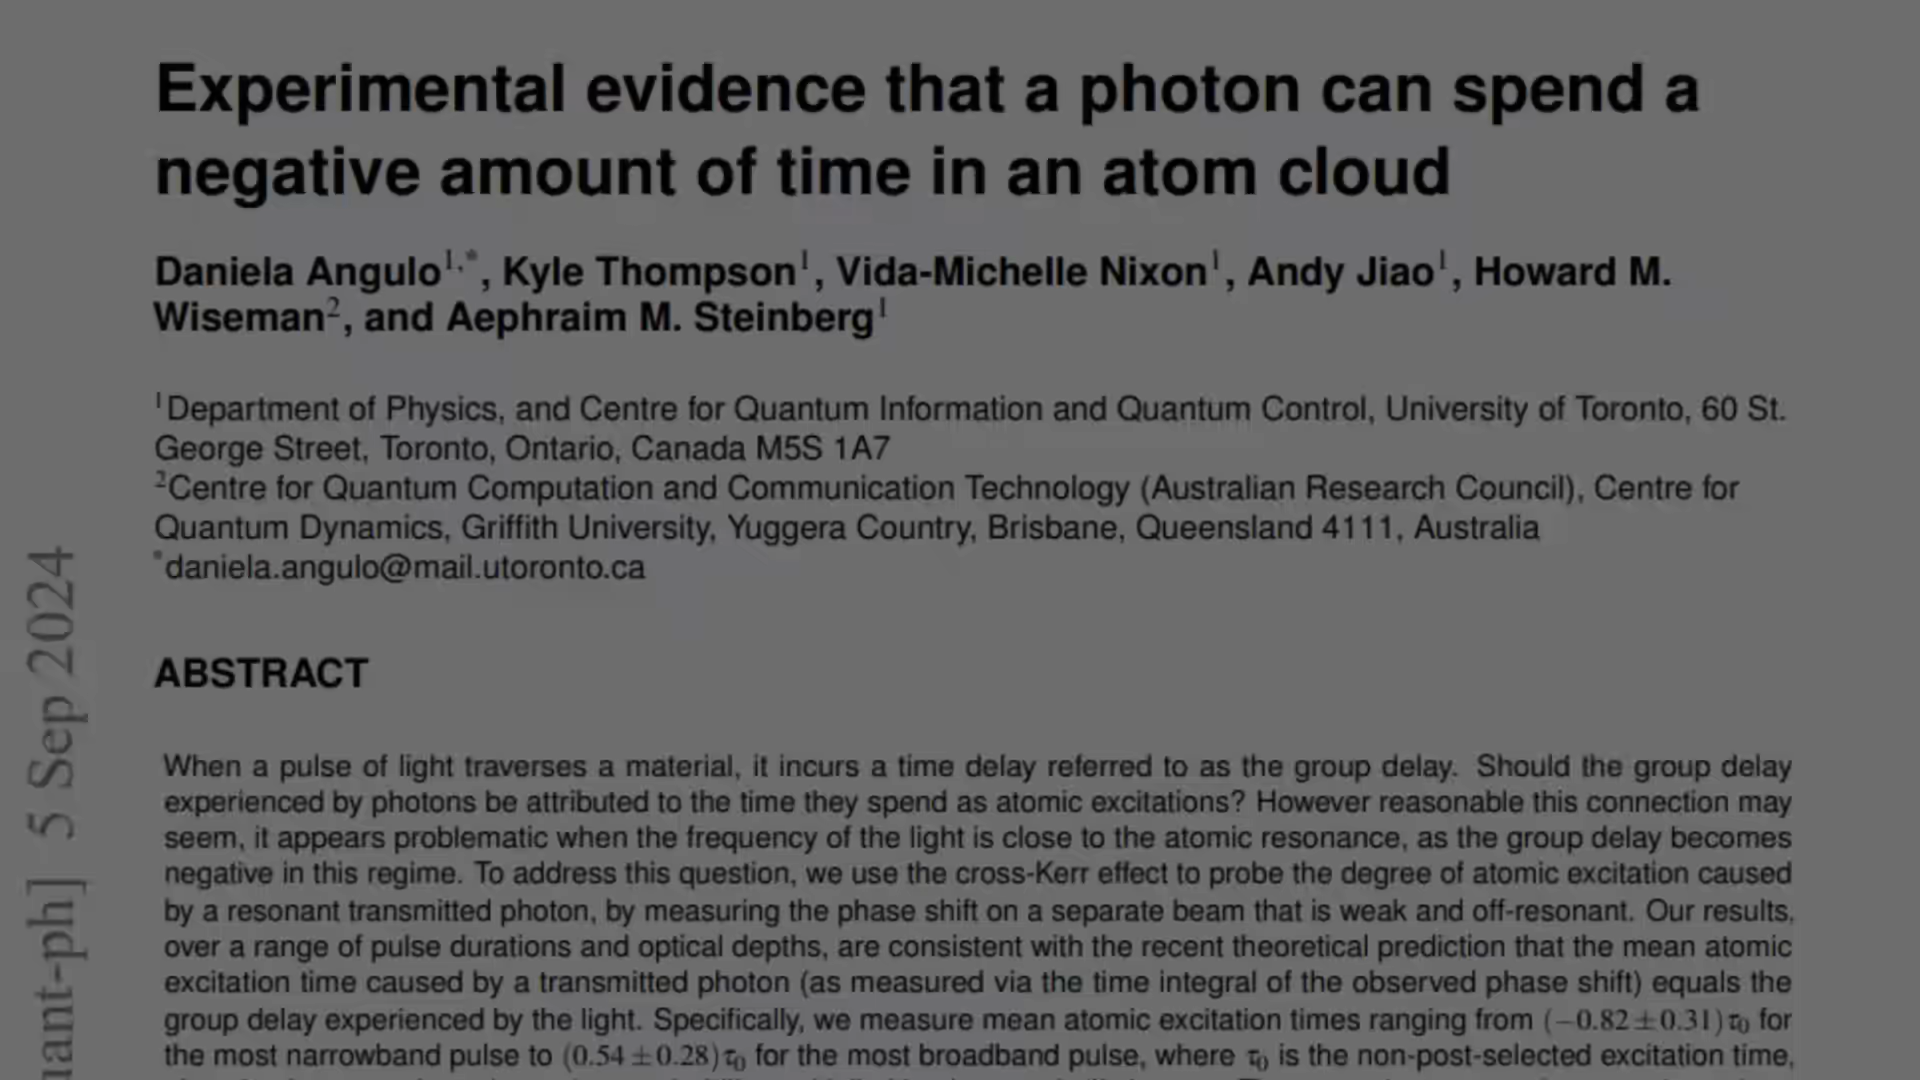 Experimental evidence that a photon can spend a
negative amount of time in an atom cloud
Daniela Angulo1,*, Kyle Thompson1, Vida-Michelle Nixon1, Andy Jiao1, Howard M.
Wiseman2, and Aephraim M. Steinberg1
1Department of Physics, and Centre for Quantum Information and Quantum Control, University of Toronto, 60 St.
George Street, Toronto, Ontario, Canada M5S 1A7
2Centre for Quantum Computation and Communication Technology (Australian Research Council), Centre for
Quantum Dynamics, Griffith University, Yuggera Country, Brisbane, Queensland 4111, Australia
*daniela.angulo@mail.utoronto.ca
ABSTRACT
When a pulse of light traverses a material, it incurs a time delay referred to as the group delay. Should the group delay
experienced by photons be attributed to the time they spend as atomic excitations? However reasonable this connection may
seem, it appears problematic when the frequency of the light is close to the atomic resonance, as the group delay becomes
negative in this regime. To address this question, we use the cross-Kerr effect to probe the degree of atomic excitation caused
by a resonant transmitted photon, by measuring the phase shift on a separate beam that is weak and off-resonant. Our results,
over a range of pulse durations and optical depths, are consistent with the recent theoretical prediction that the mean atomic
excitation time caused by a transmitted photon (as measured via the time integral of the observed phase shift) equals the
group delay experienced by the light. Specifically, we measure mean atomic excitation times ranging from (−0.82±0.31)τ0 for
the most narrowband pulse to (0.54±0.28)τ0 for the most broadband pulse, where τ0 is the non-post-selected excitation time,
uant-ph] 5 Sep 2024